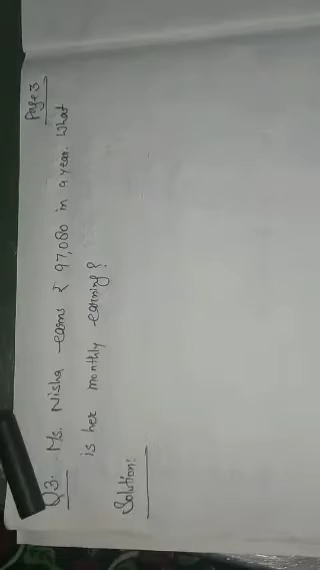 Page 3
Q3. Ms. Nisha earns ₹ 97,080 in a year. What
is her monthly earning?
Solution: